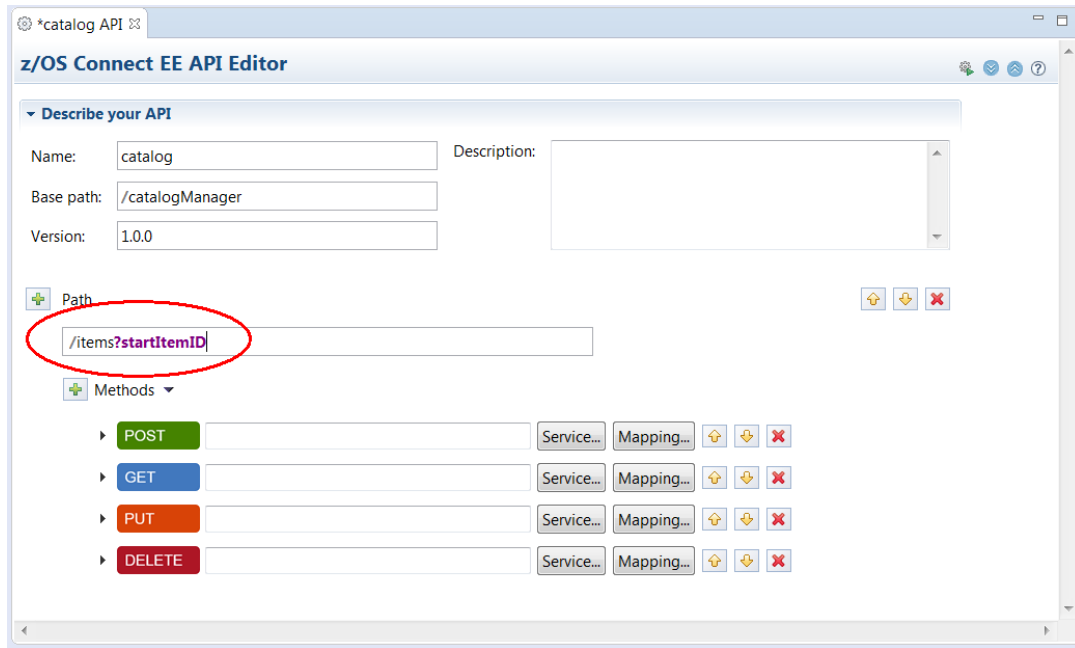 *catalog API
z/OS Connect EE API Editor
Describe your API
Name: catalog Description:
Base path: /catalogManager
Version: 1.0.0
Path
/items?startItemID
Methods
POST Service... Mapping...
GET Service... Mapping...
PUT Service... Mapping...
DELETE Service... Mapping...